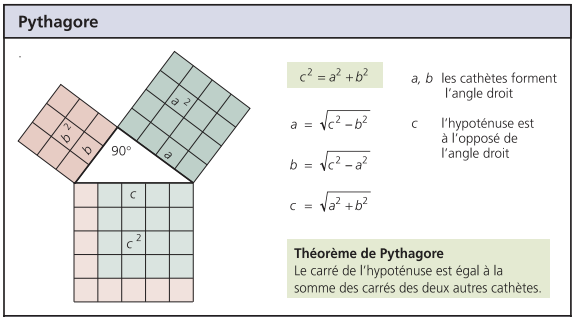 Pythagore
a²
b²
b
90°
a
c
c²
c² = a² + b²
a = √(c² − b²)
b = √(c² − a²)
c = √(a² + b²)
a, b les cathètes forment
l'angle droit
c l'hypoténuse est
à l'opposé de
l'angle droit
Théorème de Pythagore
Le carré de l'hypoténuse est égal à la
somme des carrés des deux autres cathètes.